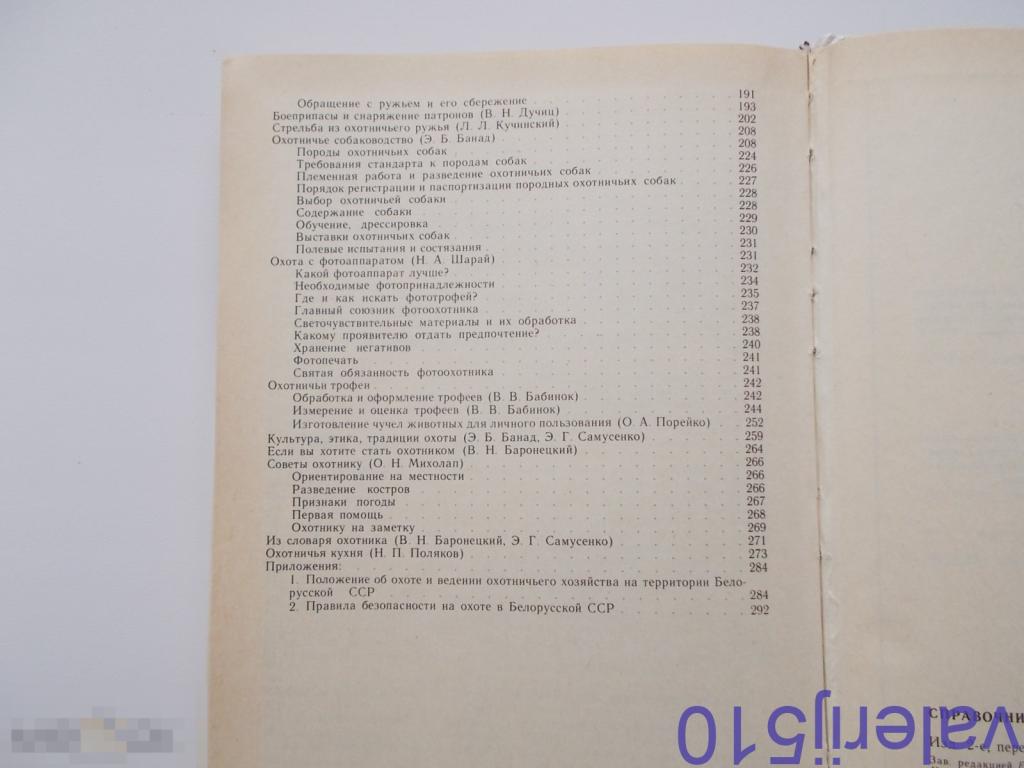 Обращение с ружьем и его сбережение 191
Боеприпасы и снаряжение патронов (В. Н. Дучиц) 193
Стрельба из охотничьего ружья (Л. Л. Кучинский) 202
Охотничье собаководство (Э. Б. Банад) 208
Породы охотничьих собак 208
Требования стандарта к породам собак 224
Племенная работа и разведение охотничьих собак 226
Порядок регистрации и паспортизации породных охотничьих собак 227
Выбор охотничьей собаки 228
Содержание собаки 228
Обучение, дрессировка 229
Выставки охотничьих собак 230
Полевые испытания и состязания 231
Охота с фотоаппаратом (Н. А. Шарай) 231
Какой фотоаппарат лучше? 232
Необходимые фотопринадлежности 234
Где и как искать фототрофей? 235
Главный союзник фотоохотника 237
Светочувствительные материалы и их обработка 238
Какому проявителю отдать предпочтение? 238
Хранение негативов 240
Фотопечать 241
Святая обязанность фотоохотника 241
Охотничьи трофеи 242
Обработка и оформление трофеев (В. В. Бабинок) 242
Измерение и оценка трофеев (В. В. Бабинок) 244
Изготовление чучел животных для личного пользования (О. А. Порейко) 252
Культура, этика, традиции охоты (Э. Б. Банад, Э. Г. Самусенко) 259
Если вы хотите стать охотником (В. Н. Баронецкий) 264
Советы охотнику (О. Н. Михолап) 266
Ориентирование на местности 266
Разведение костров 266
Признаки погоды 267
Первая помощь 268
Охотнику на заметку 269
Из словаря охотника (В. Н. Баронецкий, Э. Г. Самусенко) 271
Охотничья кухня (Н. П. Поляков) 273
Приложения: 284
1. Положение об охоте и ведении охотничьего хозяйства на территории Бело-
русской ССР 284
2. Правила безопасности на охоте в Белорусской ССР 292
СПРАВОЧНИ
Изд. 2-е, пере
Зав. редакцией
valerij510